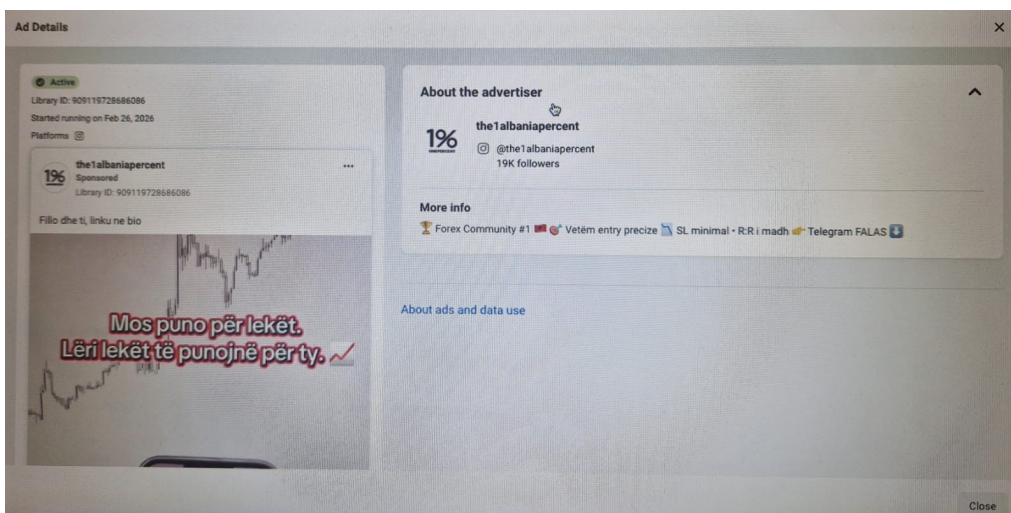 Ad Details
Active
Library ID: 909119728686086
Started running on Feb 26, 2026
Platforms
1%
the1albaniapercent
Sponsored
Library ID: 909119728686086
Fillo dhe ti, linku ne bio
Mos puno për lekët.
Lëri lekët të punojnë për ty. 📈
About the advertiser
1%
the1albaniapercent
@the1albaniapercent
19K followers
More info
🏆 Forex Community #1 🇦🇱 🎯 Vetëm entry precize 📉 SL minimal • R:R i madh 👉 Telegram FALAS ⬇️
About ads and data use
Close